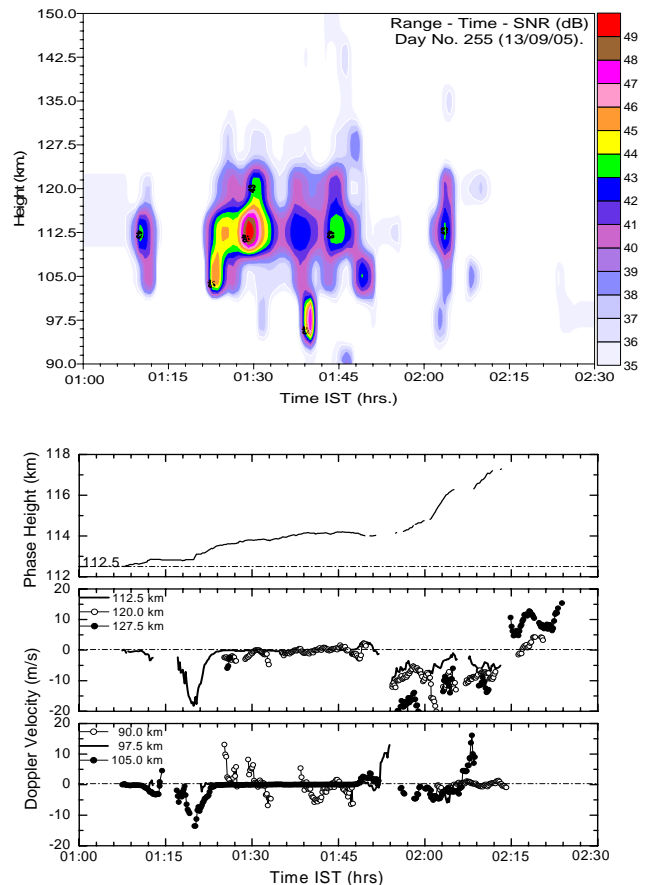 Range - Time - SNR (dB)
Day No. 255 (13/09/05).
Height (km)
150.0
142.5
135.0
127.5
120.0
112.5
105.0
97.5
90.0
01:00 01:15 01:30 01:45 02:00 02:15 02:30
Time IST (hrs.)
49
48
47
46
45
44
43
42
41
40
39
38
37
36
35
Phase Height (km)
118
116
114
112
112.5
Doppler Velocity (m/s)
20
10
0
-10
-20
112.5 km
120.0 km
127.5 km
20
10
0
-10
-20
90.0 km
97.5 km
105.0 km
01:00 01:15 01:30 01:45 02:00 02:15 02:30
Time IST (hrs)